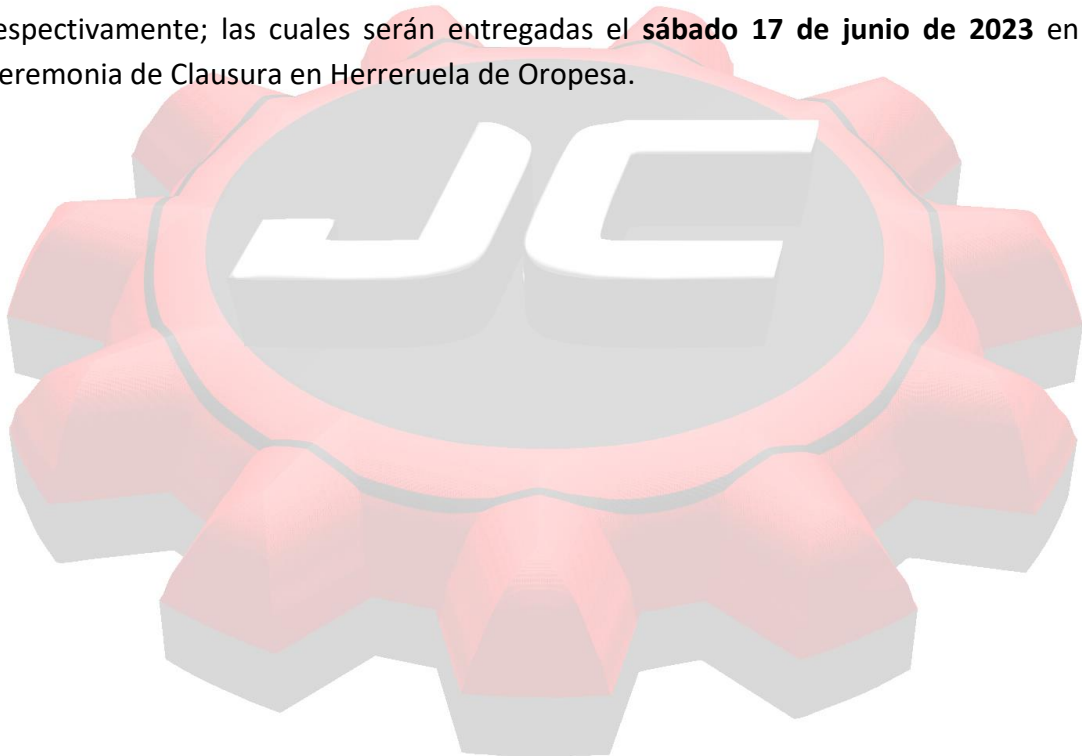 espectivamente; las cuales serán entregadas el sábado 17 de junio de 2023 en
eremonia de Clausura en Herreruela de Oropesa.
JC